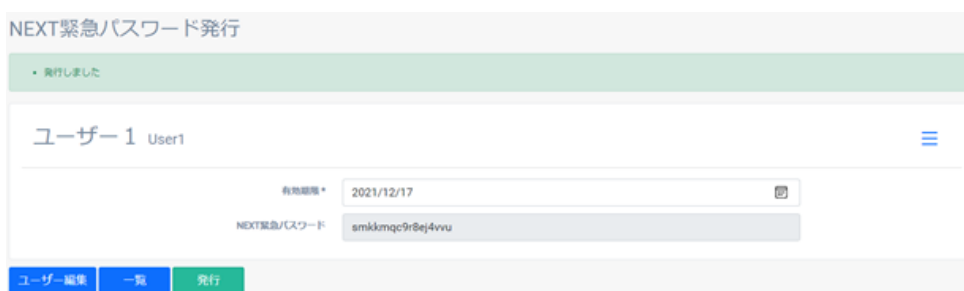 NEXT緊急パスワード発行
・ 発行しました
ユーザー１ User1
有効期限*
2021/12/17
NEXT緊急パスワード
smkkmqc9r8ej4vvu
ユーザー編集 一覧 発行